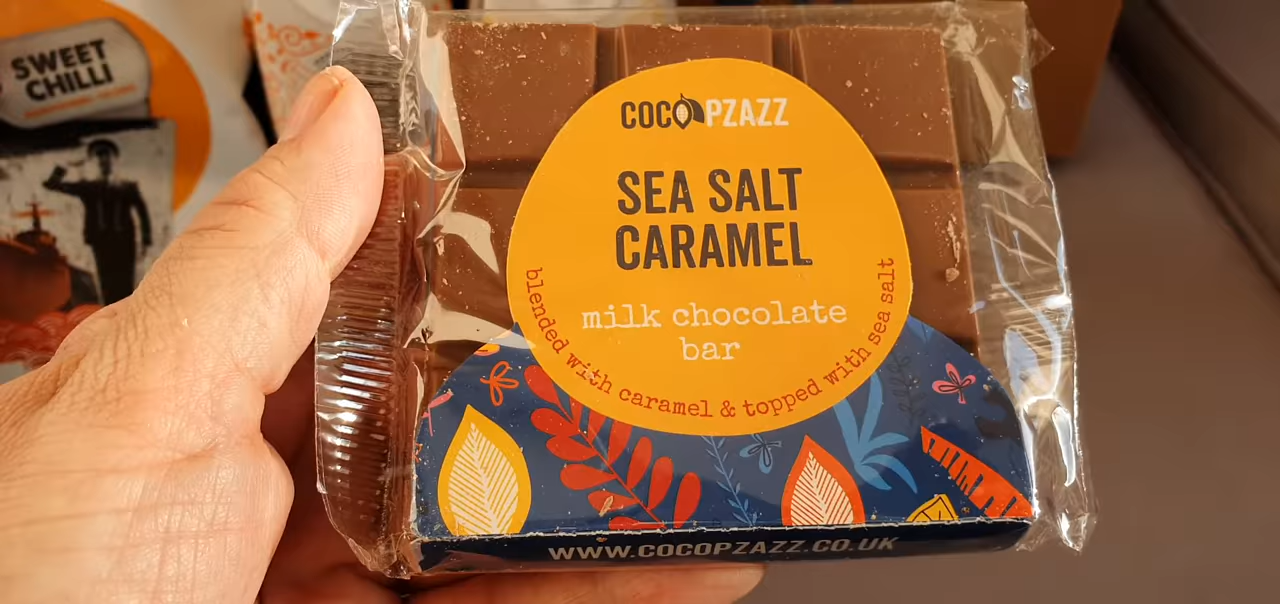 SWEET
CHILLI
COCOPZAZZ
SEA SALT
CARAMEL
milk chocolate
bar
blended with caramel & topped with sea salt
WWW.COCOPZAZZ.CO.UK